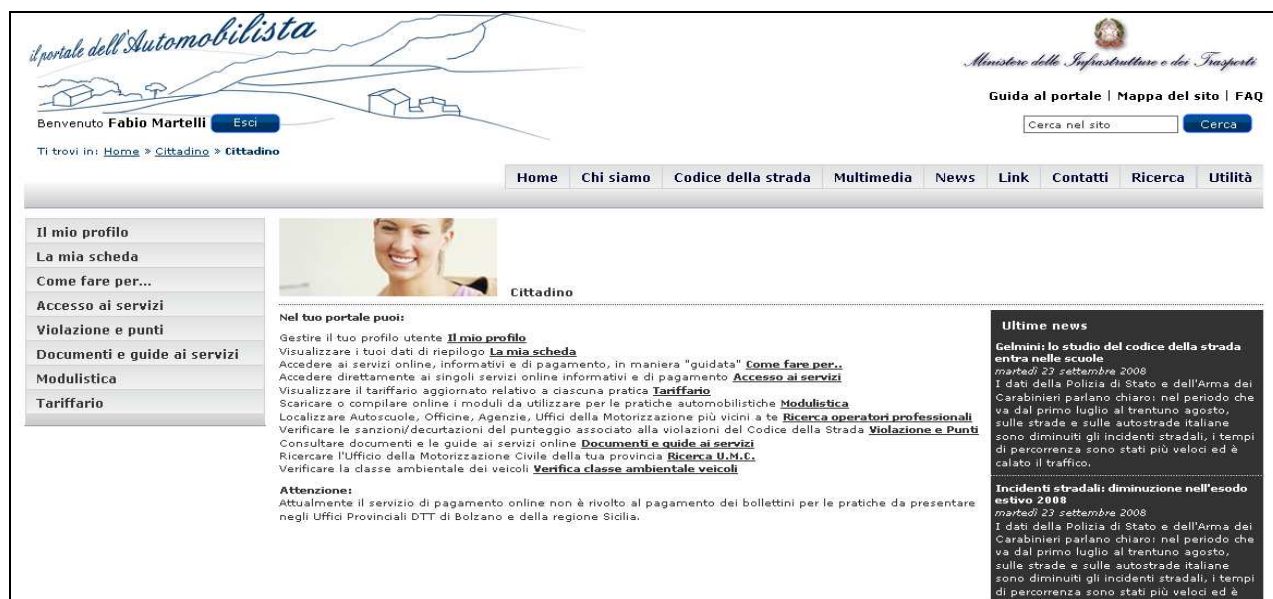 il portale dell'Automobilista
Ministero delle Infrastrutture e dei Trasporti
Guida al portale | Mappa del sito | FAQ
Benvenuto Fabio Martelli Esci
Cerca nel sito Cerca
Ti trovi in: Home » Cittadino » Cittadino
Home Chi siamo Codice della strada Multimedia News Link Contatti Ricerca Utilità
Il mio profilo
La mia scheda
Come fare per...
Accesso ai servizi
Violazione e punti
Documenti e guide ai servizi
Modulistica
Tariffario
Cittadino
Nel tuo portale puoi:
Gestire il tuo profilo utente Il mio profilo
Visualizzare i tuoi dati di riepilogo La mia scheda
Accedere ai servizi online, informativi e di pagamento, in maniera "guidata" Come fare per..
Accedere direttamente ai singoli servizi online informativi e di pagamento Accesso ai servizi
Visualizzare il tariffario aggiornato relativo a ciascuna pratica Tariffario
Scaricare o compilare online i moduli da utilizzare per le pratiche automobilistiche Modulistica
Localizzare Autoscuole, Officine, Agenzie, Uffici della Motorizzazione più vicini a te Ricerca operatori professionali
Verificare le sanzioni/decurtazioni del punteggio associato alla violazioni del Codice della Strada Violazione e Punti
Consultare documenti e le guide ai servizi online Documenti e guide ai servizi
Ricercare l'Ufficio della Motorizzazione Civile della tua provincia Ricerca U.M.C.
Verificare la classe ambientale dei veicoli Verifica classe ambientale veicoli
Attenzione:
Attualmente il servizio di pagamento online non è rivolto al pagamento dei bollettini per le pratiche da presentare
negli Uffici Provinciali DTT di Bolzano e della regione Sicilia.
Ultime news
Gelmini: lo studio del codice della strada
entra nelle scuole
martedì 23 settembre 2008
I dati della Polizia di Stato e dell'Arma dei
Carabinieri parlano chiaro: nel periodo che
va dal primo luglio al trentuno agosto,
sulle strade e sulle autostrade italiane
sono diminuiti gli incidenti stradali, i tempi
di percorrenza sono stati più veloci ed è
calato il traffico.
Incidenti stradali: diminuzione nell'esodo
estivo 2008
martedì 23 settembre 2008
I dati della Polizia di Stato e dell'Arma dei
Carabinieri parlano chiaro: nel periodo che
va dal primo luglio al trentuno agosto,
sulle strade e sulle autostrade italiane
sono diminuiti gli incidenti stradali, i tempi
di percorrenza sono stati più veloci ed è